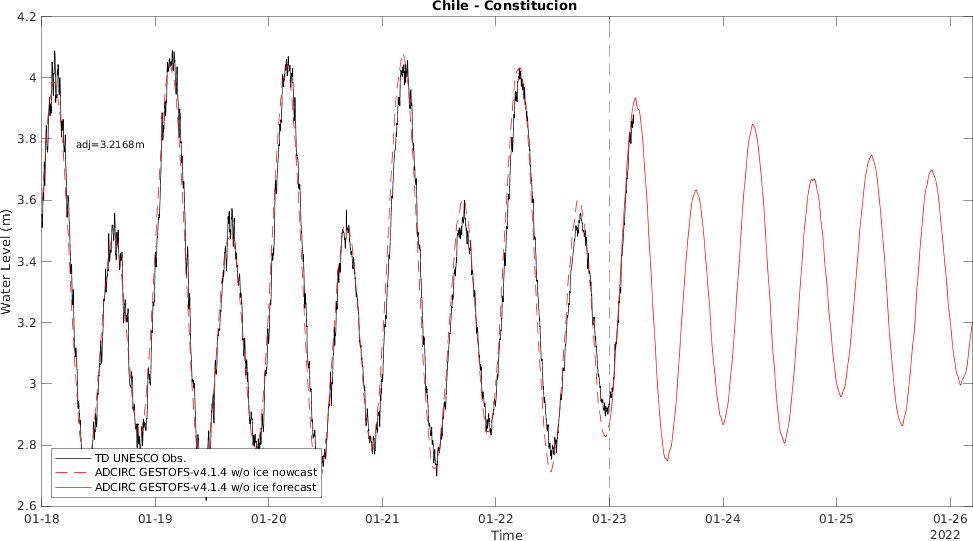 Chile - Constitucion
4.2
4
3.8
3.6
3.4
3.2
3
2.8
2.6
Water Level (m)
adj=3.2168m
TD UNESCO Obs.
ADCIRC GESTOFS-v4.1.4 w/o ice nowcast
ADCIRC GESTOFS-v4.1.4 w/o ice forecast
01-18 01-19 01-20 01-21 01-22 01-23 01-24 01-25 01-26
Time
2022